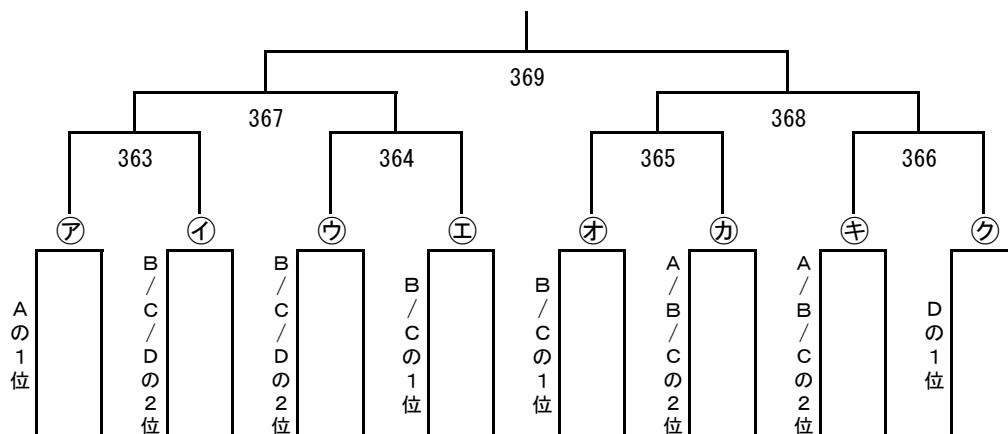 369
367
368
363
364
365
366
㋐
㋑
㋒
㋓
㋔
㋕
㋖
㋗
Aの1位
B/C/Dの2位
B/C/Dの2位
B/Cの1位
B/Cの1位
A/B/Cの2位
A/B/Cの2位
Dの1位